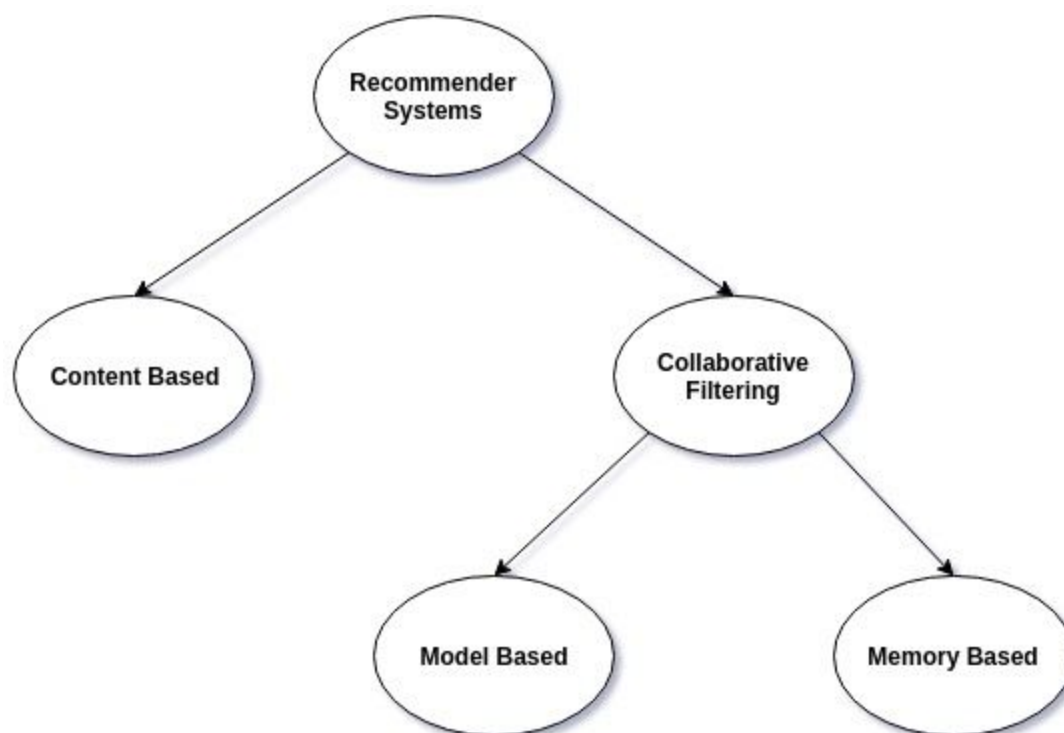 Recommender
Systems
Content Based
Collaborative
Filtering
Model Based
Memory Based